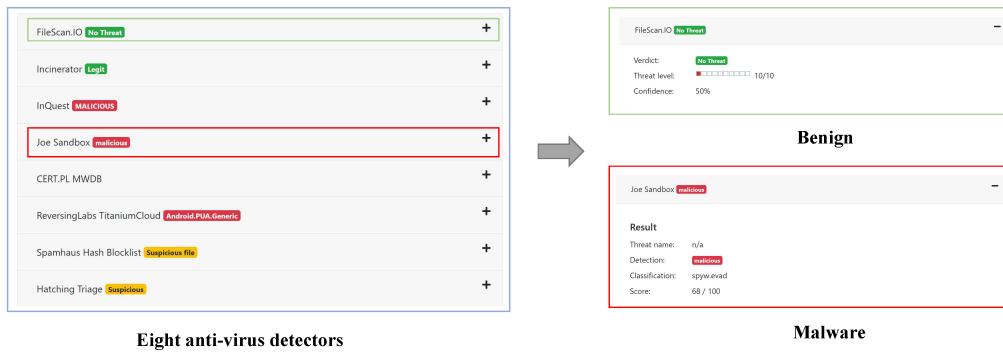 FileScan.IO No Threat +
Incinerator Legit +
InQuest MALICIOUS +
Joe Sandbox malicious +
CERT.PL MWDB +
ReversingLabs TitaniumCloud Android.PUA.Generic +
Spamhaus Hash Blocklist Suspicious file +
Hatching Triage Suspicious +
Eight anti-virus detectors
FileScan.IO No Threat −
Verdict: No Threat
Threat level: 10/10
Confidence: 50%
Benign
Joe Sandbox malicious −
Result
Threat name: n/a
Detection: malicious
Classification: spyw.evad
Score: 68 / 100
Malware